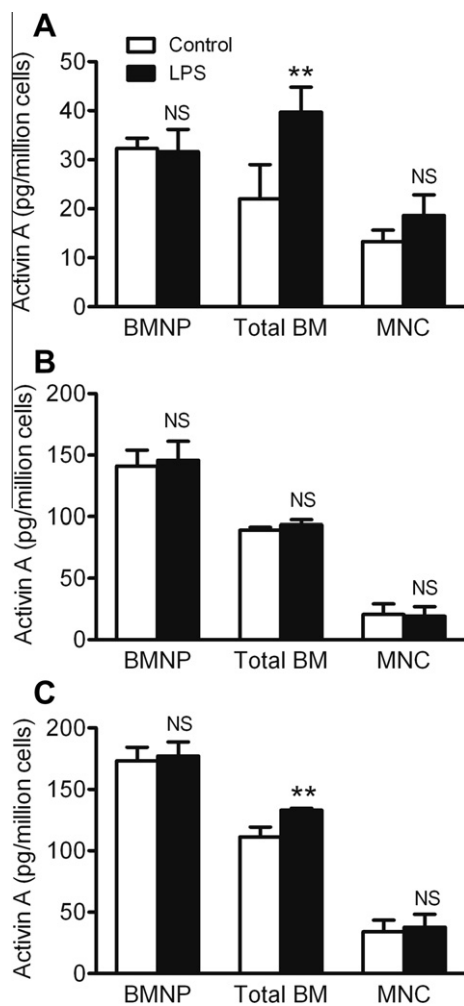 A
Control
LPS
Activin A (pg/million cells)
50
40
30
20
10
0
NS
**
NS
BMNP Total BM MNC
B
Activin A (pg/million cells)
200
150
100
50
0
NS
NS
NS
BMNP Total BM MNC
C
Activin A (pg/million cells)
200
150
100
50
0
NS
**
NS
BMNP Total BM MNC